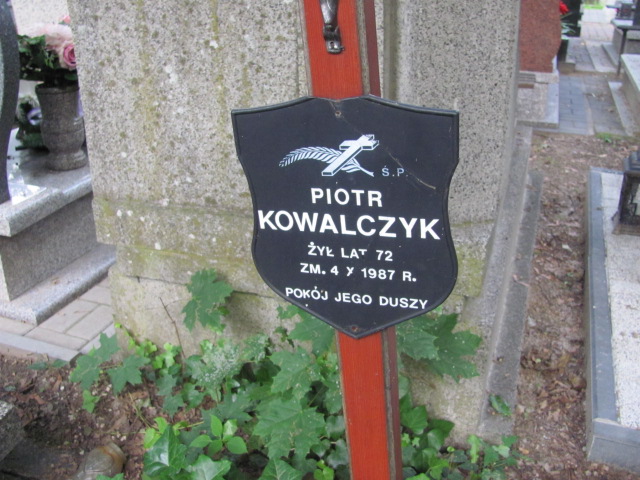 Ś.P.
PIOTR
KOWALCZYK
ŻYŁ LAT 72
ZM. 4 X 1987 R.
POKÓJ JEGO DUSZY